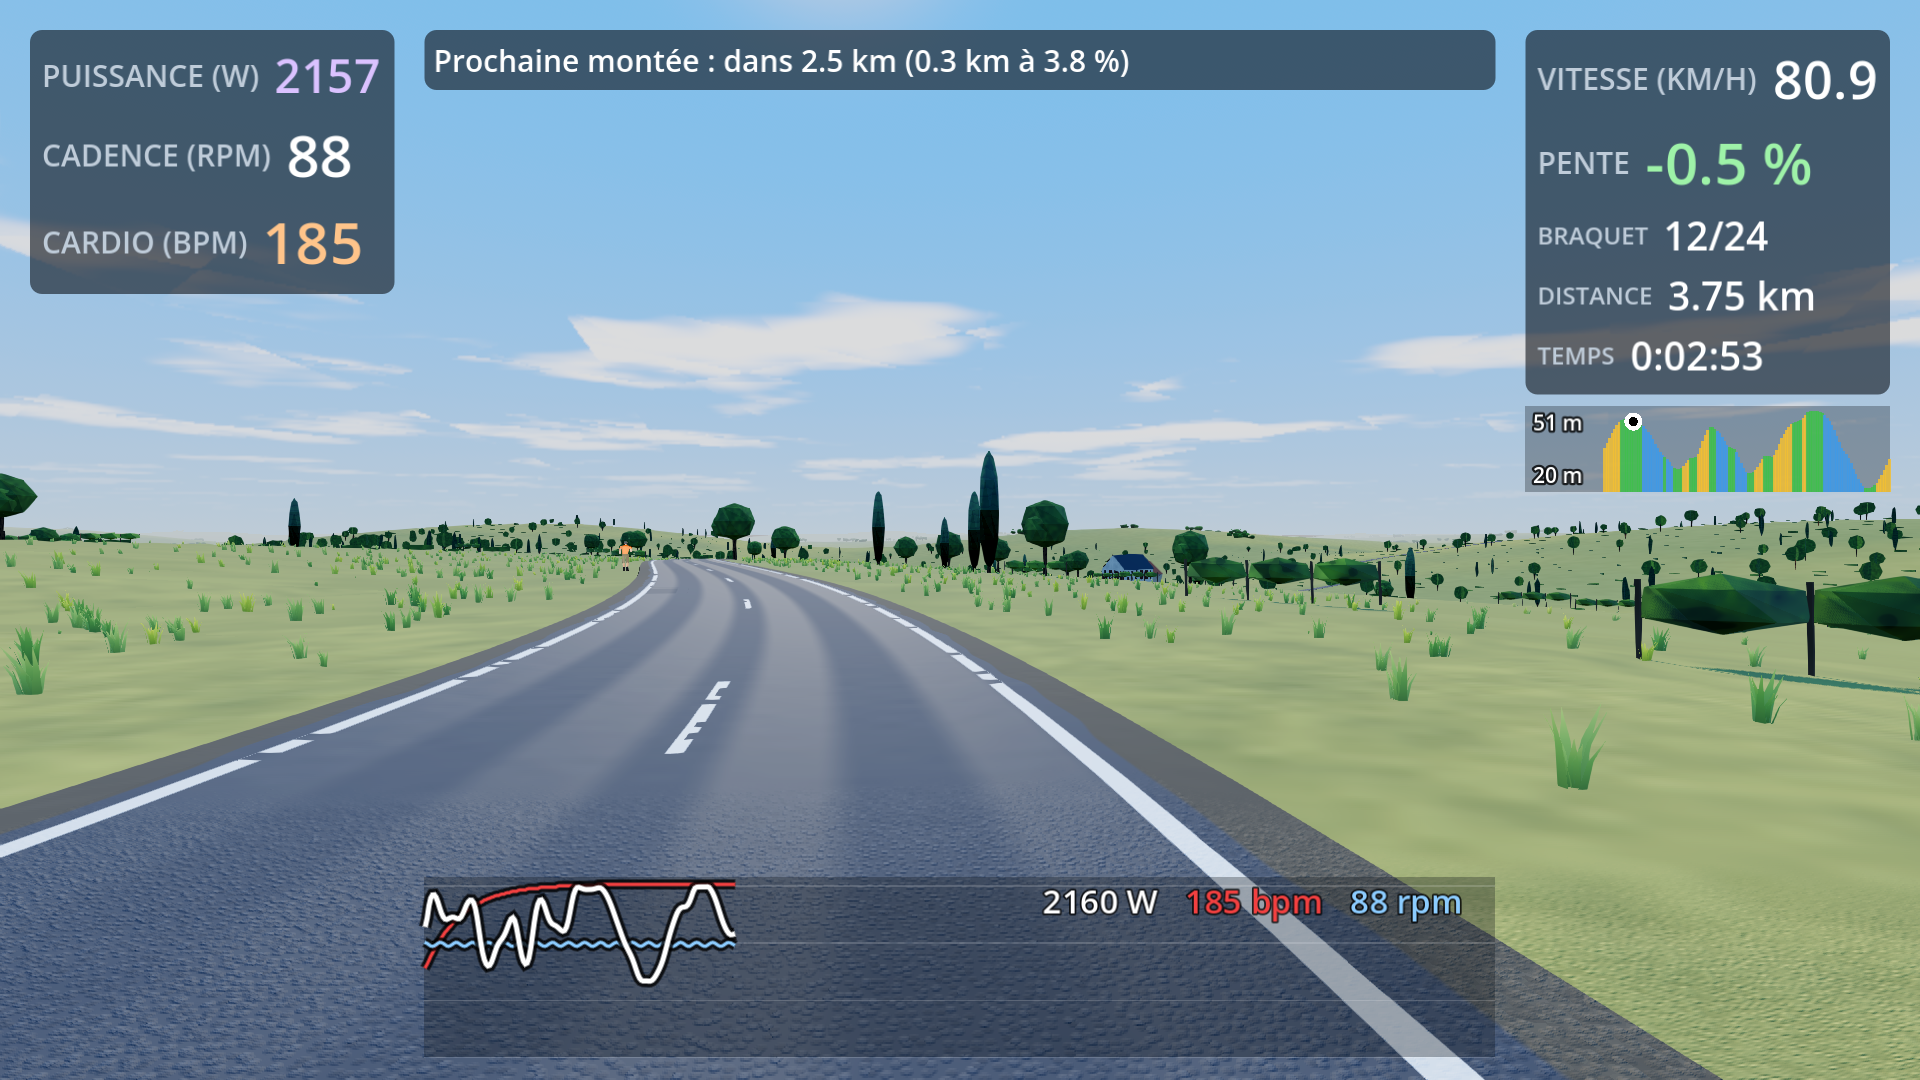 PUISSANCE (W) 2157
CADENCE (RPM) 88
CARDIO (BPM) 185
Prochaine montée : dans 2.5 km (0.3 km à 3.8 %)
VITESSE (KM/H) 80.9
PENTE -0.5 %
BRAQUET 12/24
DISTANCE 3.75 km
TEMPS 0:02:53
51 m
20 m
2160 W 185 bpm 88 rpm